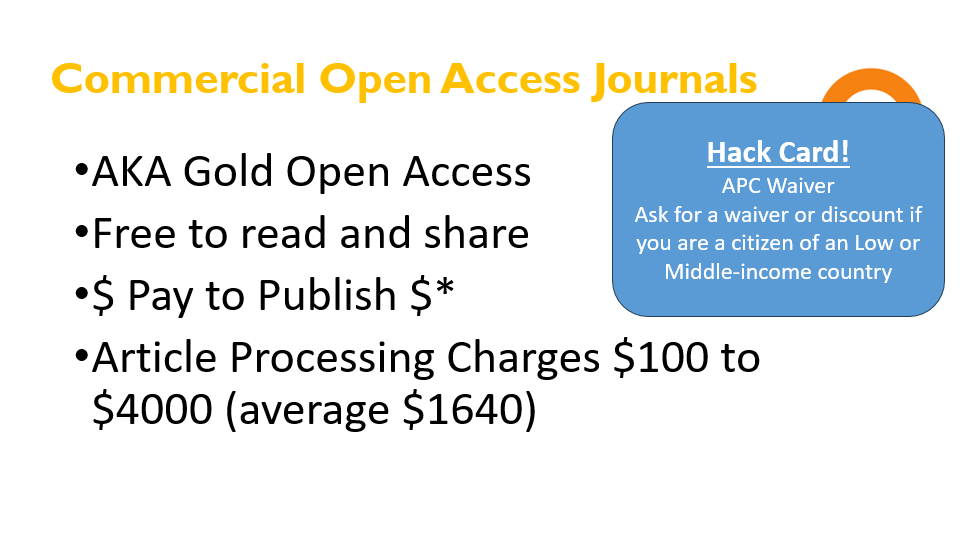 Commercial Open Access Journals
•AKA Gold Open Access
•Free to read and share
•$ Pay to Publish $*
•Article Processing Charges $100 to
$4000 (average $1640)
Hack Card!
APC Waiver
Ask for a waiver or discount if
you are a citizen of an Low or
Middle-income country